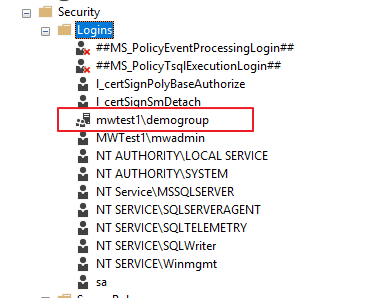 Security
Logins
##MS_PolicyEventProcessingLogin##
##MS_PolicyTsqlExecutionLogin##
l_certSignPolyBaseAuthorize
l_certSignSmDetach
mwtest1\demogroup
MWTest1\mwadmin
NT AUTHORITY\LOCAL SERVICE
NT AUTHORITY\SYSTEM
NT Service\MSSQLSERVER
NT SERVICE\SQLSERVERAGENT
NT SERVICE\SQLTELEMETRY
NT SERVICE\SQLWriter
NT SERVICE\Winmgmt
sa